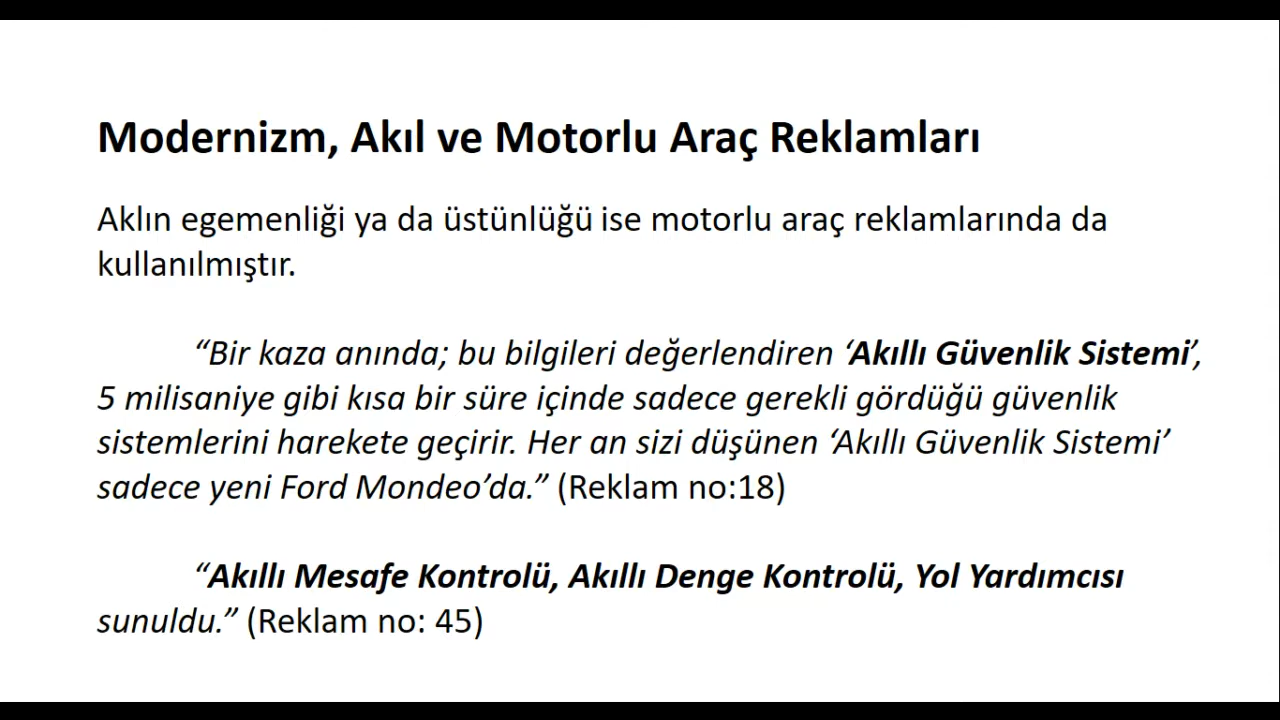 Modernizm, Akıl ve Motorlu Araç Reklamları
Aklın egemenliği ya da üstünlüğü ise motorlu araç reklamlarında da
kullanılmıştır.
“Bir kaza anında; bu bilgileri değerlendiren ‘Akıllı Güvenlik Sistemi’,
5 milisaniye gibi kısa bir süre içinde sadece gerekli gördüğü güvenlik
sistemlerini harekete geçirir. Her an sizi düşünen ‘Akıllı Güvenlik Sistemi’
sadece yeni Ford Mondeo’da.” (Reklam no:18)
“Akıllı Mesafe Kontrolü, Akıllı Denge Kontrolü, Yol Yardımcısı
sunuldu.” (Reklam no: 45)